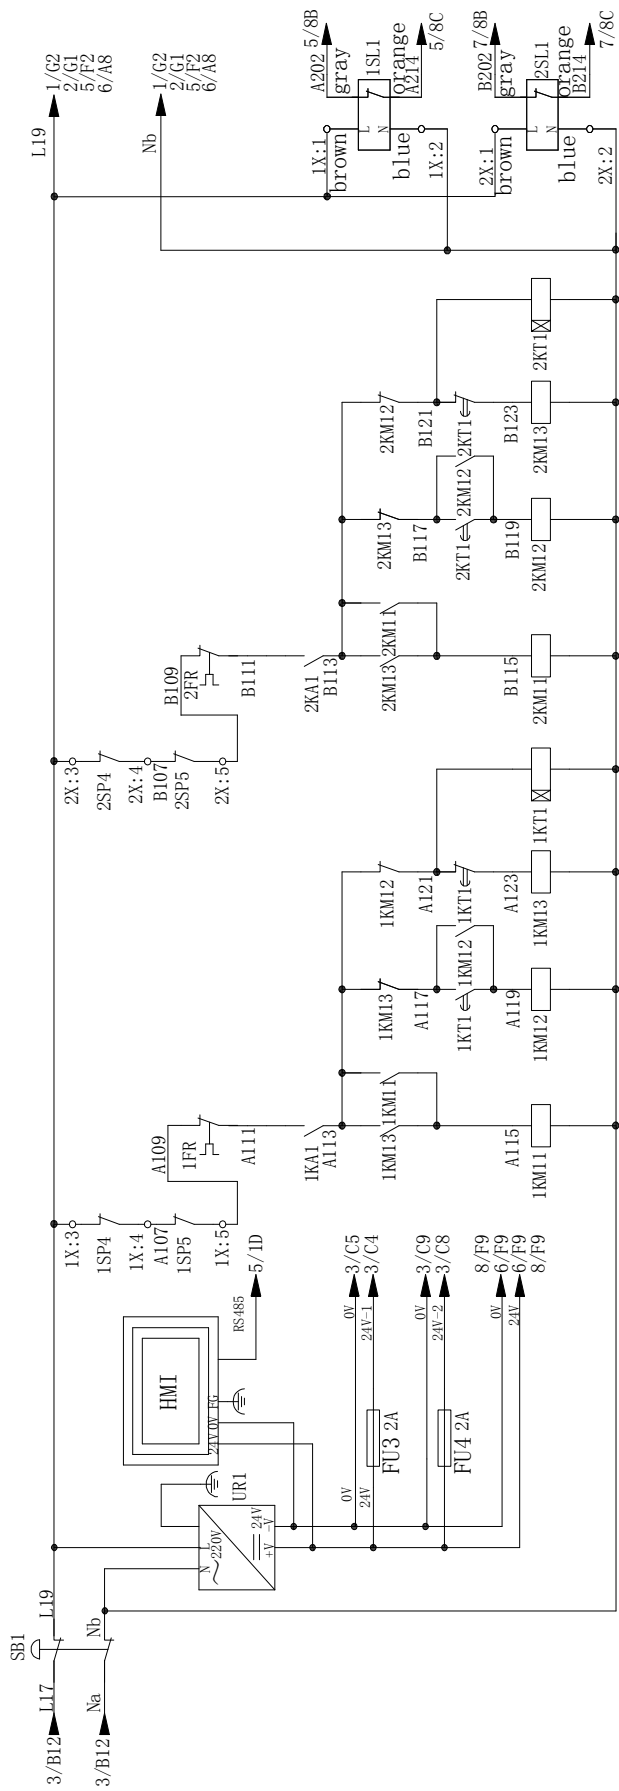 3/B12
L17
SB1
L19
3/B12
Na
Nb
N
L
~220V
24V
+V
-V
UR1
HMI
24V
0V
FG
RS485
5/1D
0V
24V
FU3 2A
FU4 2A
0V
3/C5
24V-1
3/C4
0V
3/C9
24V-2
3/C8
0V
24V
8/F9
6/F9
6/F9
8/F9
1X:3
1SP4
1X:4
A107
1SP5
1X:5
A109
1FR
A111
1KA1
A113
1KM13
1KM11
A115
1KM11
1KM13
A117
1KT1
1KM12
A119
1KM12
1KM12
A121
1KT1
A123
1KM13
1KT1
2X:3
2SP4
2X:4
B107
2SP5
2X:5
B109
2FR
B111
2KA1
B113
2KM13
2KM11
B115
2KM11
2KM13
B117
2KT1
2KM12
B119
2KM12
2KM12
B121
2KT1
B123
2KM13
2KT1
L19
1/G2
2/G1
5/F2
6/A8
Nb
1/G2
2/G1
5/F2
6/A8
1X:1
brown
A202
gray
5/8B
1SL1
L
N
orange
A214
5/8C
blue
1X:2
2X:1
brown
B202
gray
7/8B
2SL1
L
N
orange
B214
7/8C
blue
2X:2